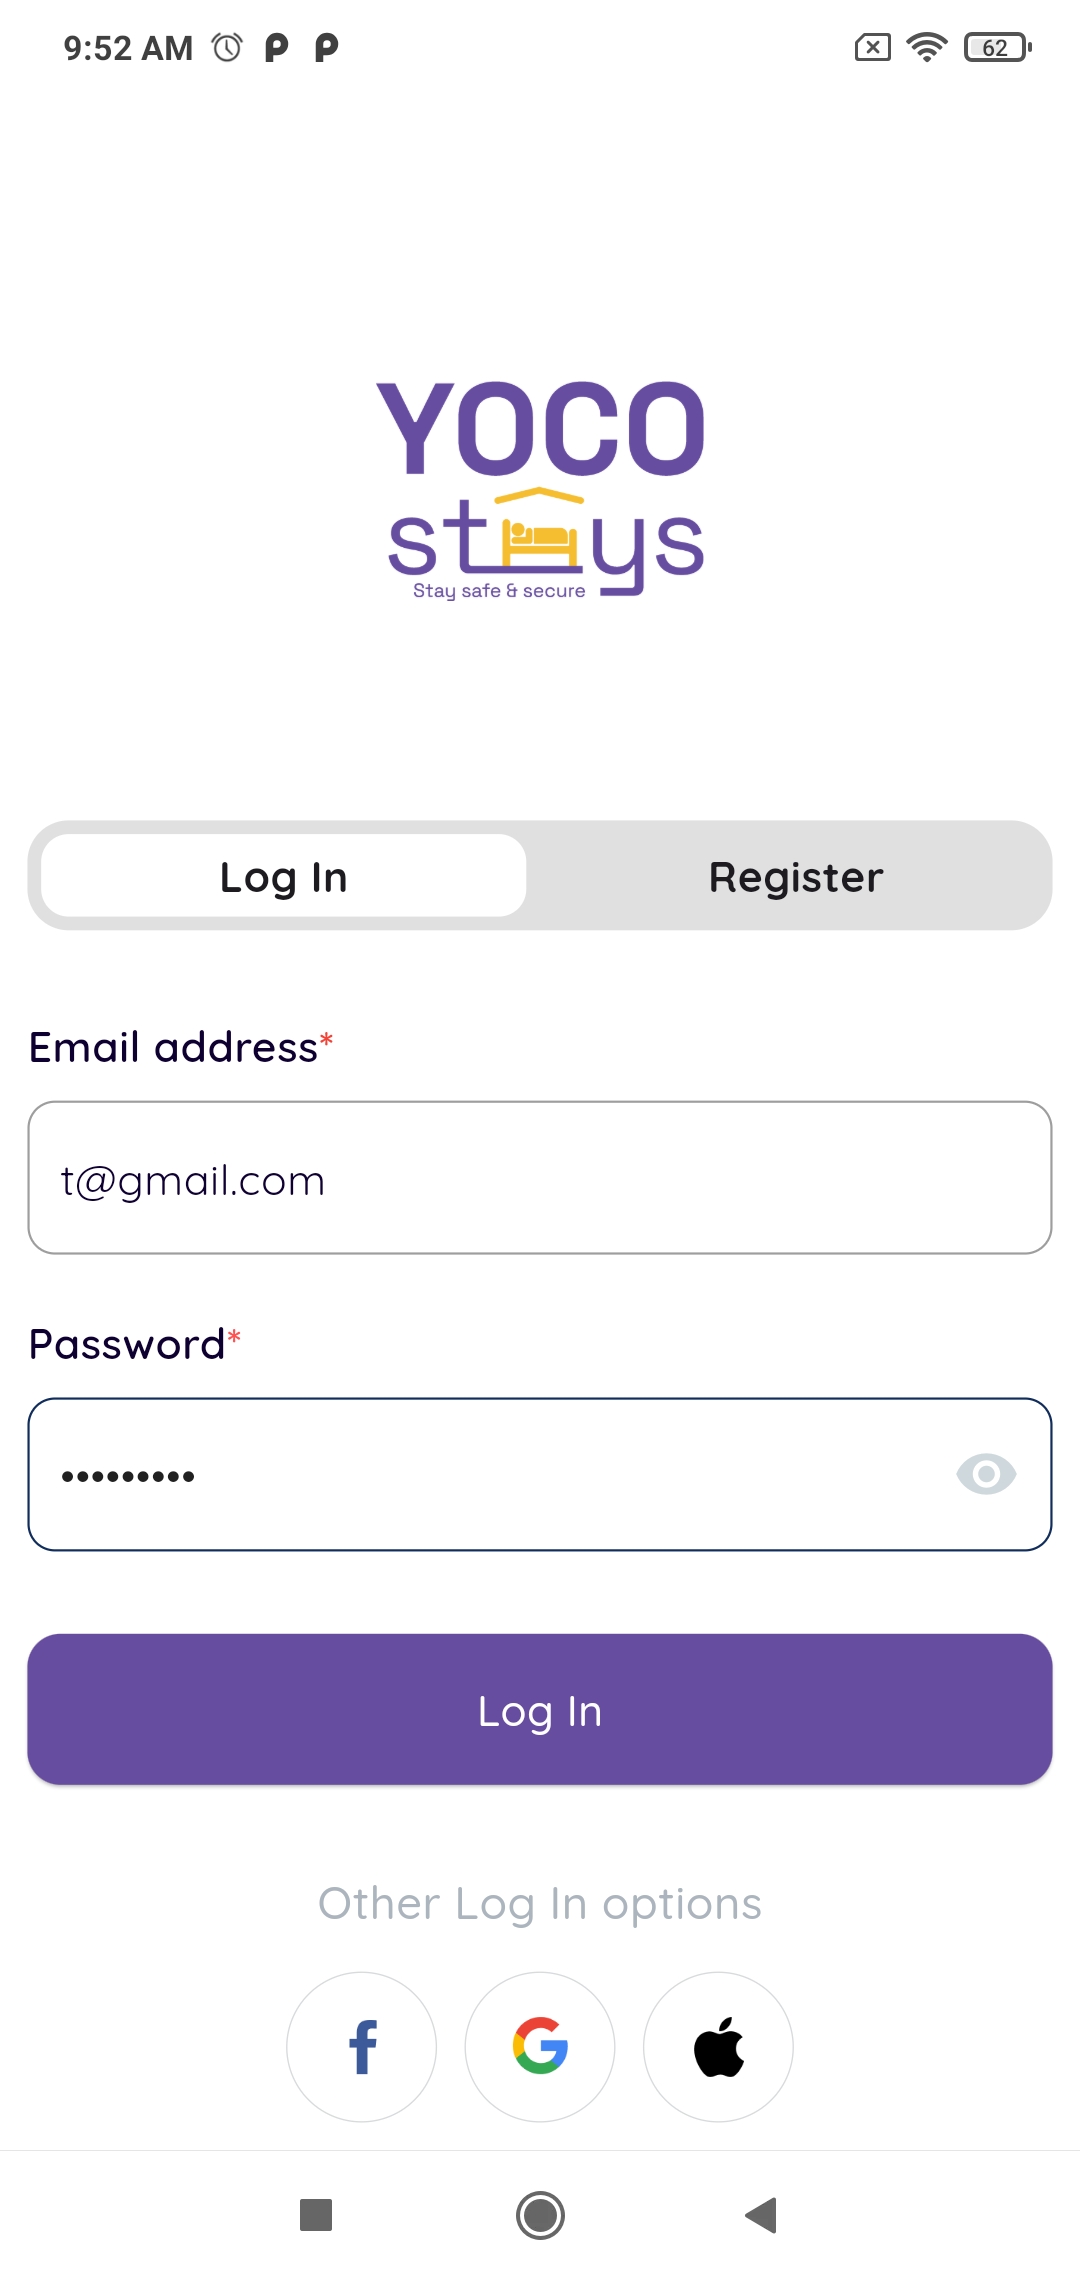 9:52 AM 62
YOCO
stays
Stay safe & secure
Log In Register
Email address*
t@gmail.com
Password*
•••••••••
Log In
Other Log In options